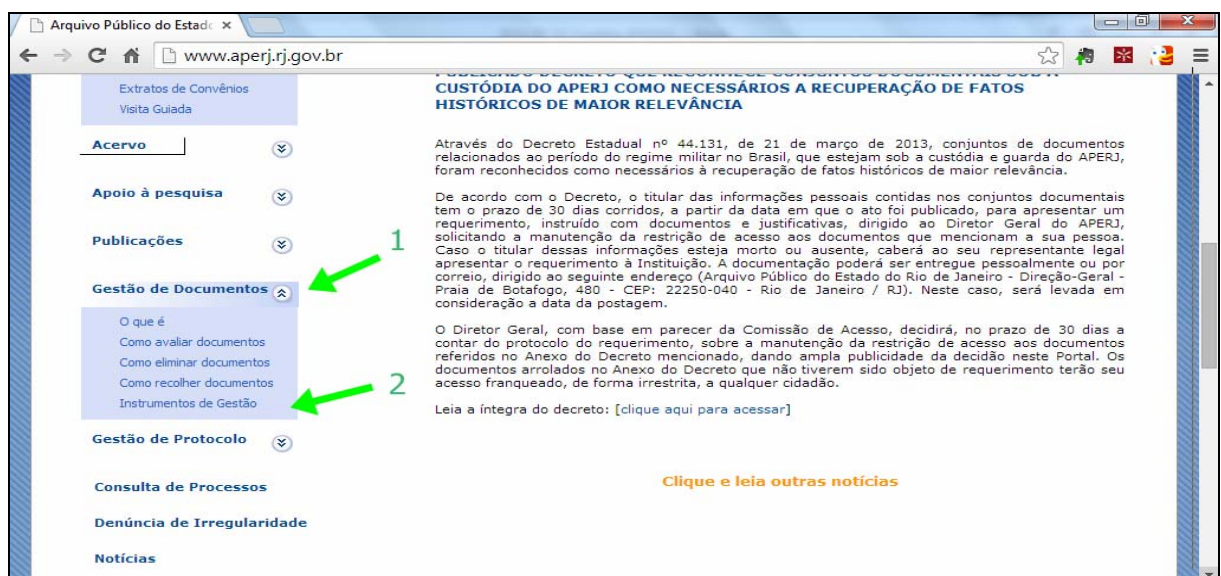 Arquivo Público do Estado
www.aperj.rj.gov.br
Extratos de Convênios
Visita Guiada
Acervo
Apoio à pesquisa
Publicações
1
Gestão de Documentos
O que é
Como avaliar documentos
Como eliminar documentos
Como recolher documentos
2
Instrumentos de Gestão
Gestão de Protocolo
Consulta de Processos
Denúncia de Irregularidade
Notícias
PUBLICADO DECRETO QUE RECONHECE CONJUNTOS DOCUMENTAIS SOB A
CUSTÓDIA DO APERJ COMO NECESSÁRIOS A RECUPERAÇÃO DE FATOS
HISTÓRICOS DE MAIOR RELEVÂNCIA
Através do Decreto Estadual nº 44.131, de 21 de março de 2013, conjuntos de documentos
relacionados ao período do regime militar no Brasil, que estejam sob a custódia e guarda do APERJ,
foram reconhecidos como necessários à recuperação de fatos históricos de maior relevância.
De acordo com o Decreto, o titular das informações pessoais contidas nos conjuntos documentais
tem o prazo de 30 dias corridos, a partir da data em que o ato foi publicado, para apresentar um
requerimento, instruído com documentos e justificativas, dirigido ao Diretor Geral do APERJ,
solicitando a manutenção da restrição de acesso aos documentos que mencionam a sua pessoa.
Caso o titular dessas informações esteja morto ou ausente, caberá ao seu representante legal
apresentar o requerimento à Instituição. A documentação poderá ser entregue pessoalmente ou por
correio, dirigido ao seguinte endereço (Arquivo Público do Estado do Rio de Janeiro - Direção-Geral -
Praia de Botafogo, 480 - CEP: 22250-040 - Rio de Janeiro / RJ). Neste caso, será levada em
consideração a data da postagem.
O Diretor Geral, com base em parecer da Comissão de Acesso, decidirá, no prazo de 30 dias a
contar do protocolo do requerimento, sobre a manutenção da restrição de acesso aos documentos
referidos no Anexo do Decreto mencionado, dando ampla publicidade da decidão neste Portal. Os
documentos arrolados no Anexo do Decreto que não tiverem sido objeto de requerimento terão seu
acesso franqueado, de forma irrestrita, a qualquer cidadão.
Leia a íntegra do decreto: [clique aqui para acessar]
Clique e leia outras notícias